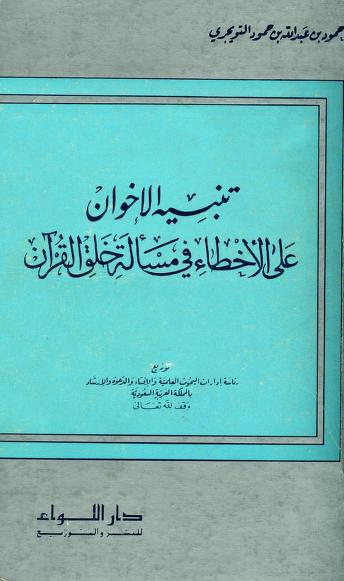 حمود بن عبدالله بن حمود التويجري
تنبيه الإخوان
على الأخطاء في مسألة خلق القرآن
توزيع
رئاسة إدارات البحوث العلمية والإفتاء والدعوة والإرشاد
بالمملكة العربية السعودية
وقف لله تعالى
دار اللواء
للنشر والتوزيع